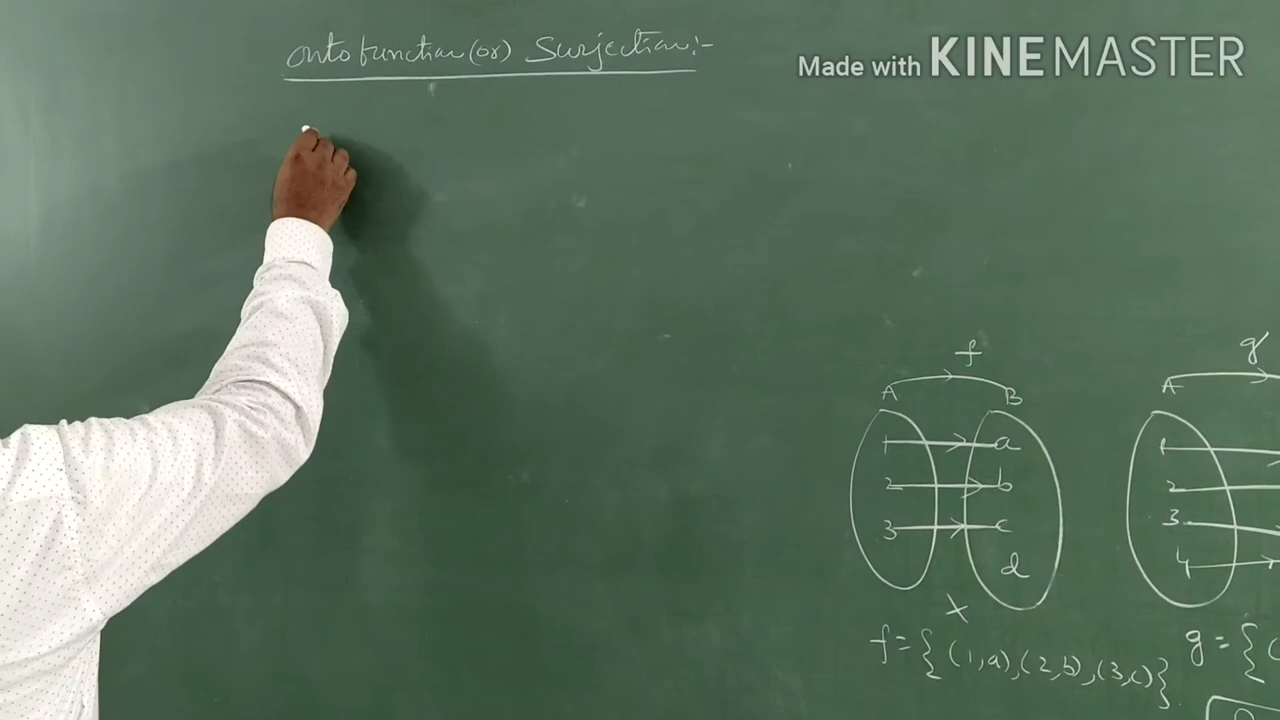 onto function (or) Surjection:-
Made with KINEMASTER
f
g
A B
A
1 a
2 b
3 c
d
1
2
3
4
X
f = { (1,a), (2,b), (3,c) }
g = { (